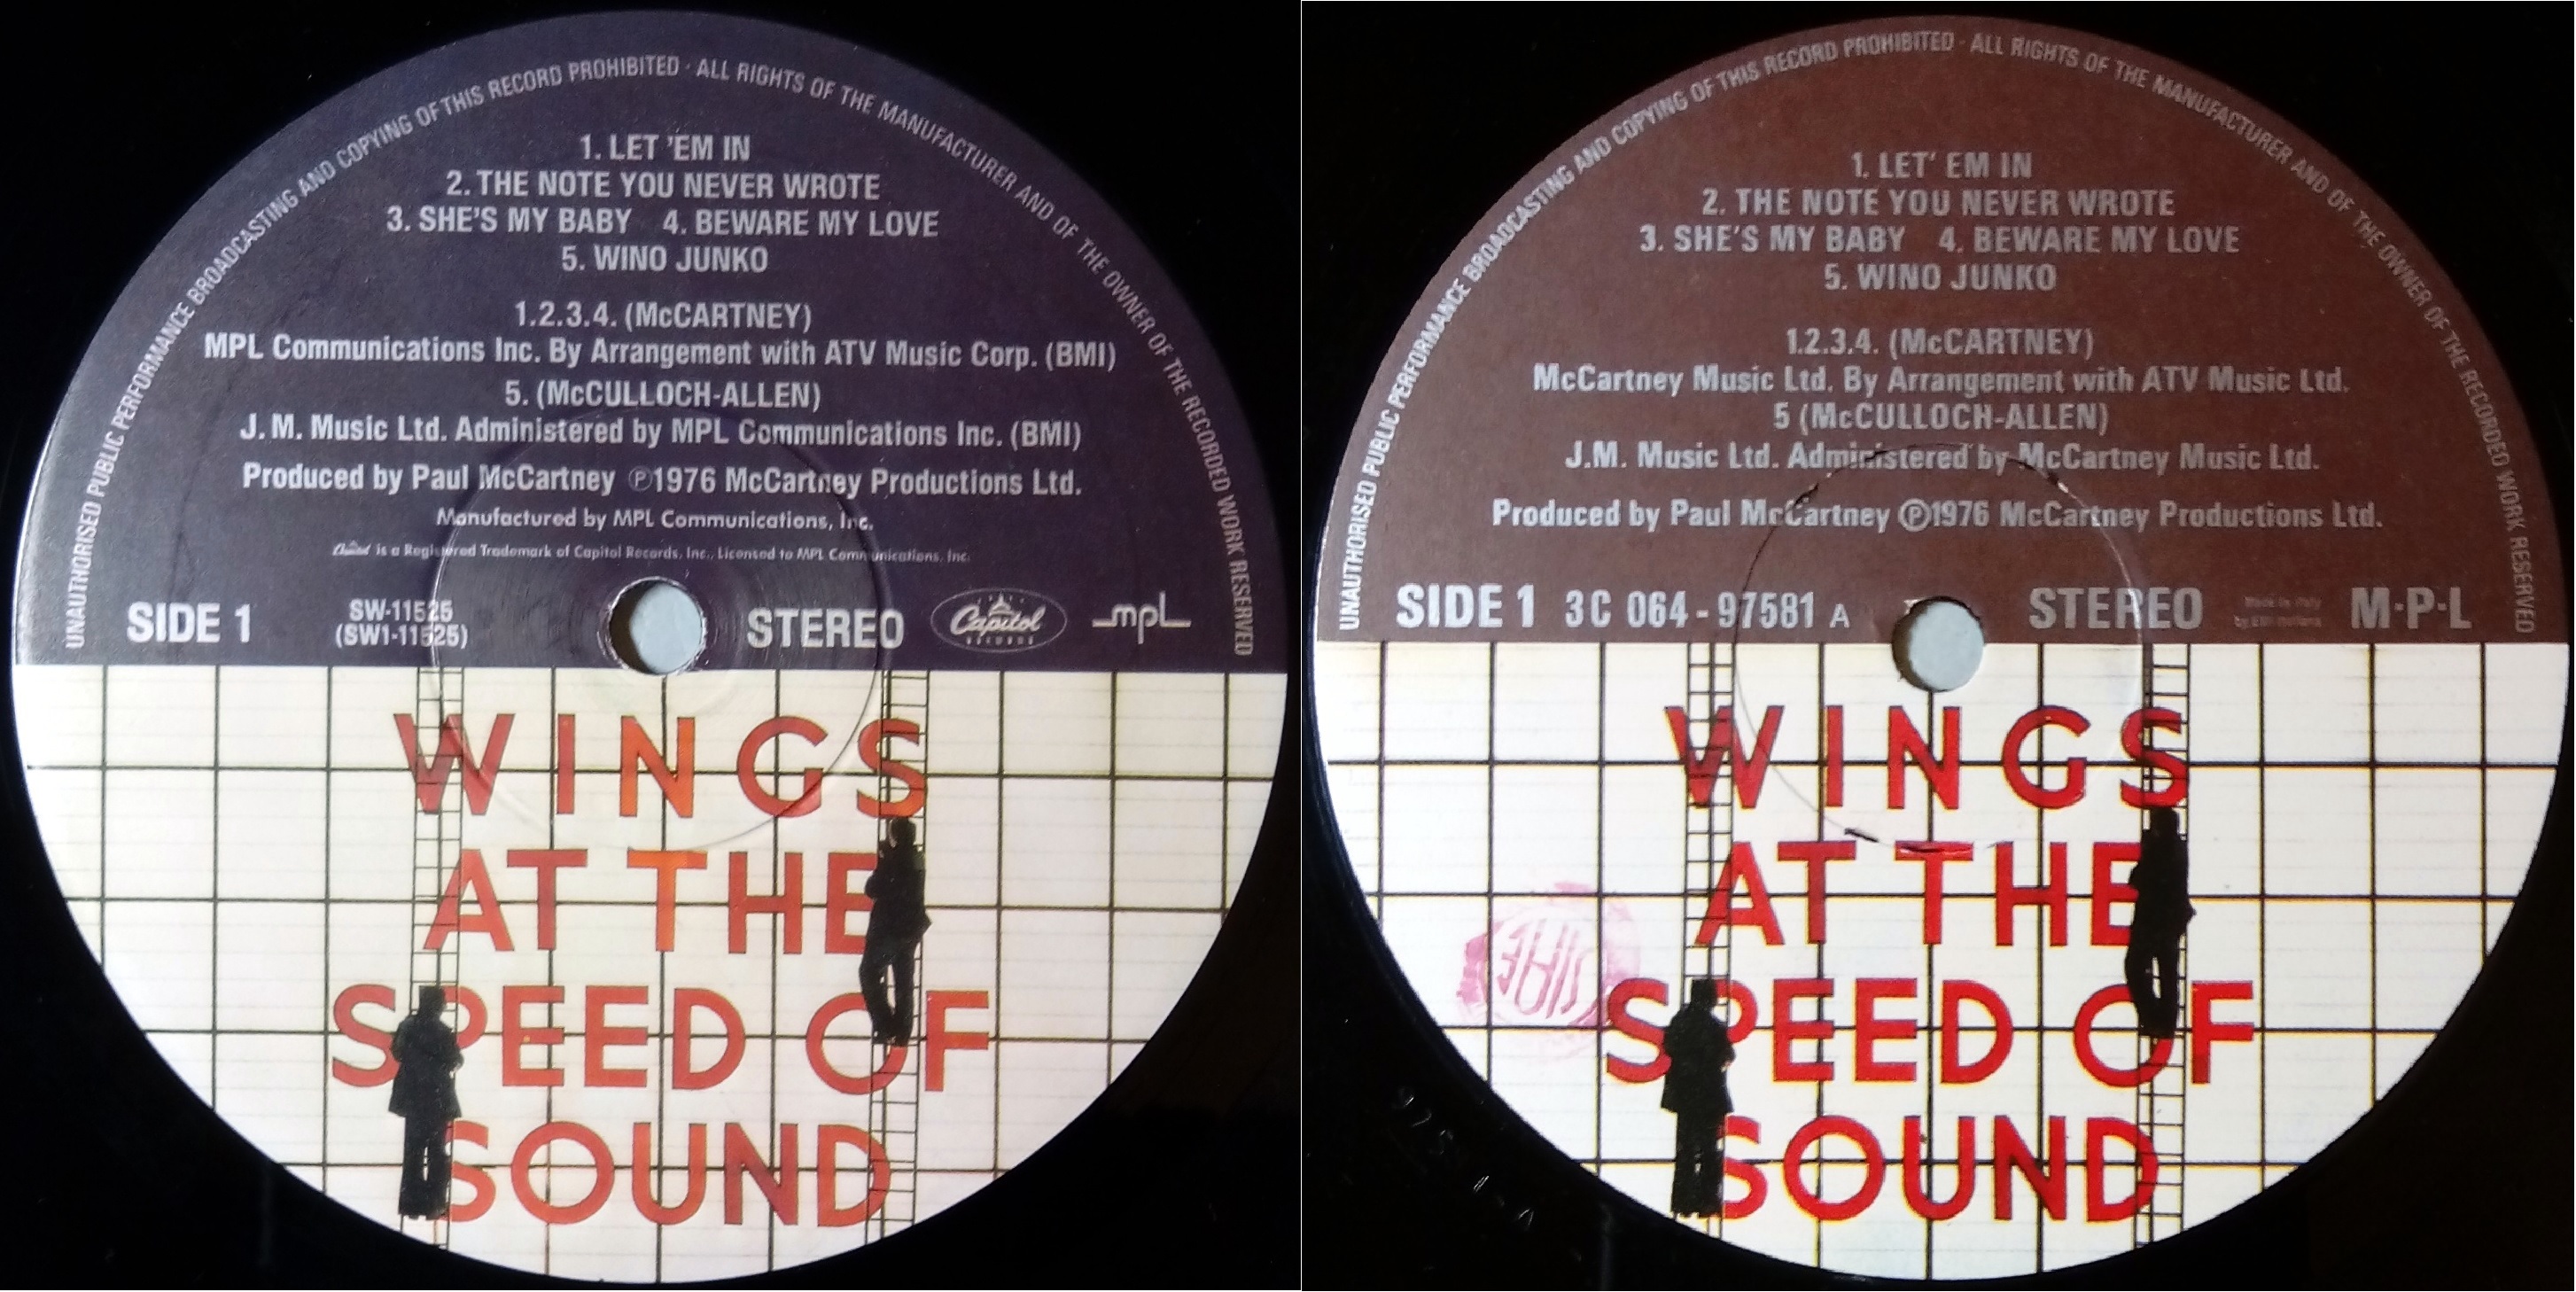 UNAUTHORISED PUBLIC PERFORMANCE BROADCASTING AND COPYING OF THIS RECORD PROHIBITED · ALL RIGHTS OF THE MANUFACTURER AND OF THE OWNER OF THE RECORDED WORK RESERVED
1. LET 'EM IN
2. THE NOTE YOU NEVER WROTE
3. SHE'S MY BABY 4. BEWARE MY LOVE
5. WINO JUNKO
1.2.3.4. (McCARTNEY)
MPL Communications Inc. By Arrangement with ATV Music Corp. (BMI)
5. (McCULLOCH-ALLEN)
J.M. Music Ltd. Administered by MPL Communications Inc. (BMI)
Produced by Paul McCartney ℗1976 McCartney Productions Ltd.
Manufactured by MPL Communications, Inc.
Capitol is a Registered Trademark of Capitol Records, Inc., Licensed to MPL Communications, Inc.
SIDE 1 SW-11525 STEREO Capitol mpl
(SW1-11525) RECORDS
WINGS
AT THE
SPEED OF
SOUND
UNAUTHORISED PUBLIC PERFORMANCE BROADCASTING AND COPYING OF THIS RECORD PROHIBITED · ALL RIGHTS OF THE MANUFACTURER AND OF THE OWNER OF THE RECORDED WORK RESERVED
1. LET' EM IN
2. THE NOTE YOU NEVER WROTE
3. SHE'S MY BABY 4. BEWARE MY LOVE
5. WINO JUNKO
1.2.3.4. (McCARTNEY)
McCartney Music Ltd. By Arrangement with ATV Music Ltd.
5 (McCULLOCH-ALLEN)
J.M. Music Ltd. Administered by McCartney Music Ltd.
Produced by Paul McCartney ℗1976 McCartney Productions Ltd.
SIDE 1 3C 064-97581 A STEREO Made in Italy M·P·L
WINGS
AT THE
SPEED OF
SOUND